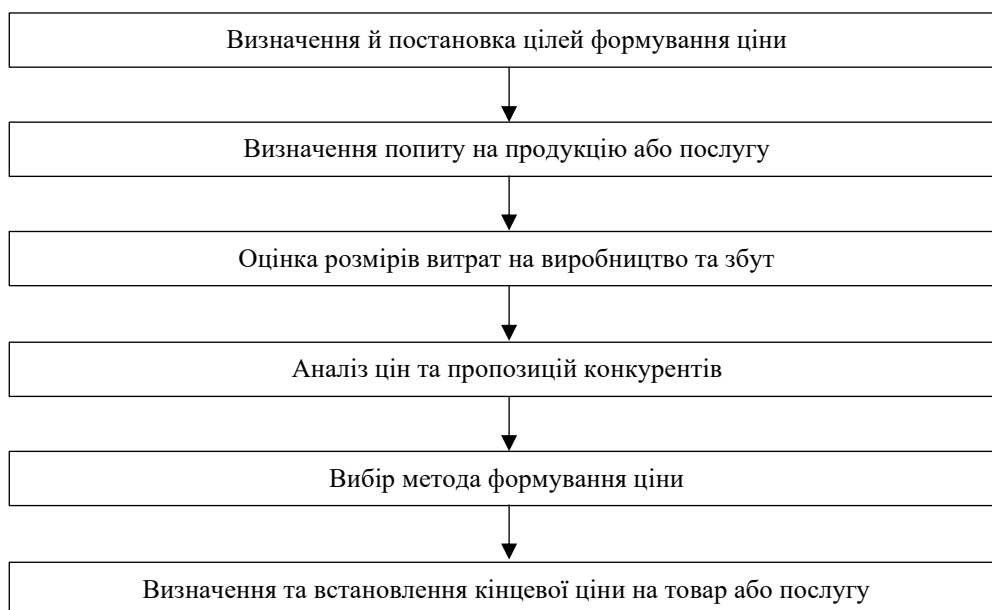 Визначення й постановка цілей формування ціни
Визначення попиту на продукцію або послугу
Оцінка розмірів витрат на виробництво та збут
Аналіз цін та пропозицій конкурентів
Вибір метода формування ціни
Визначення та встановлення кінцевої ціни на товар або послугу